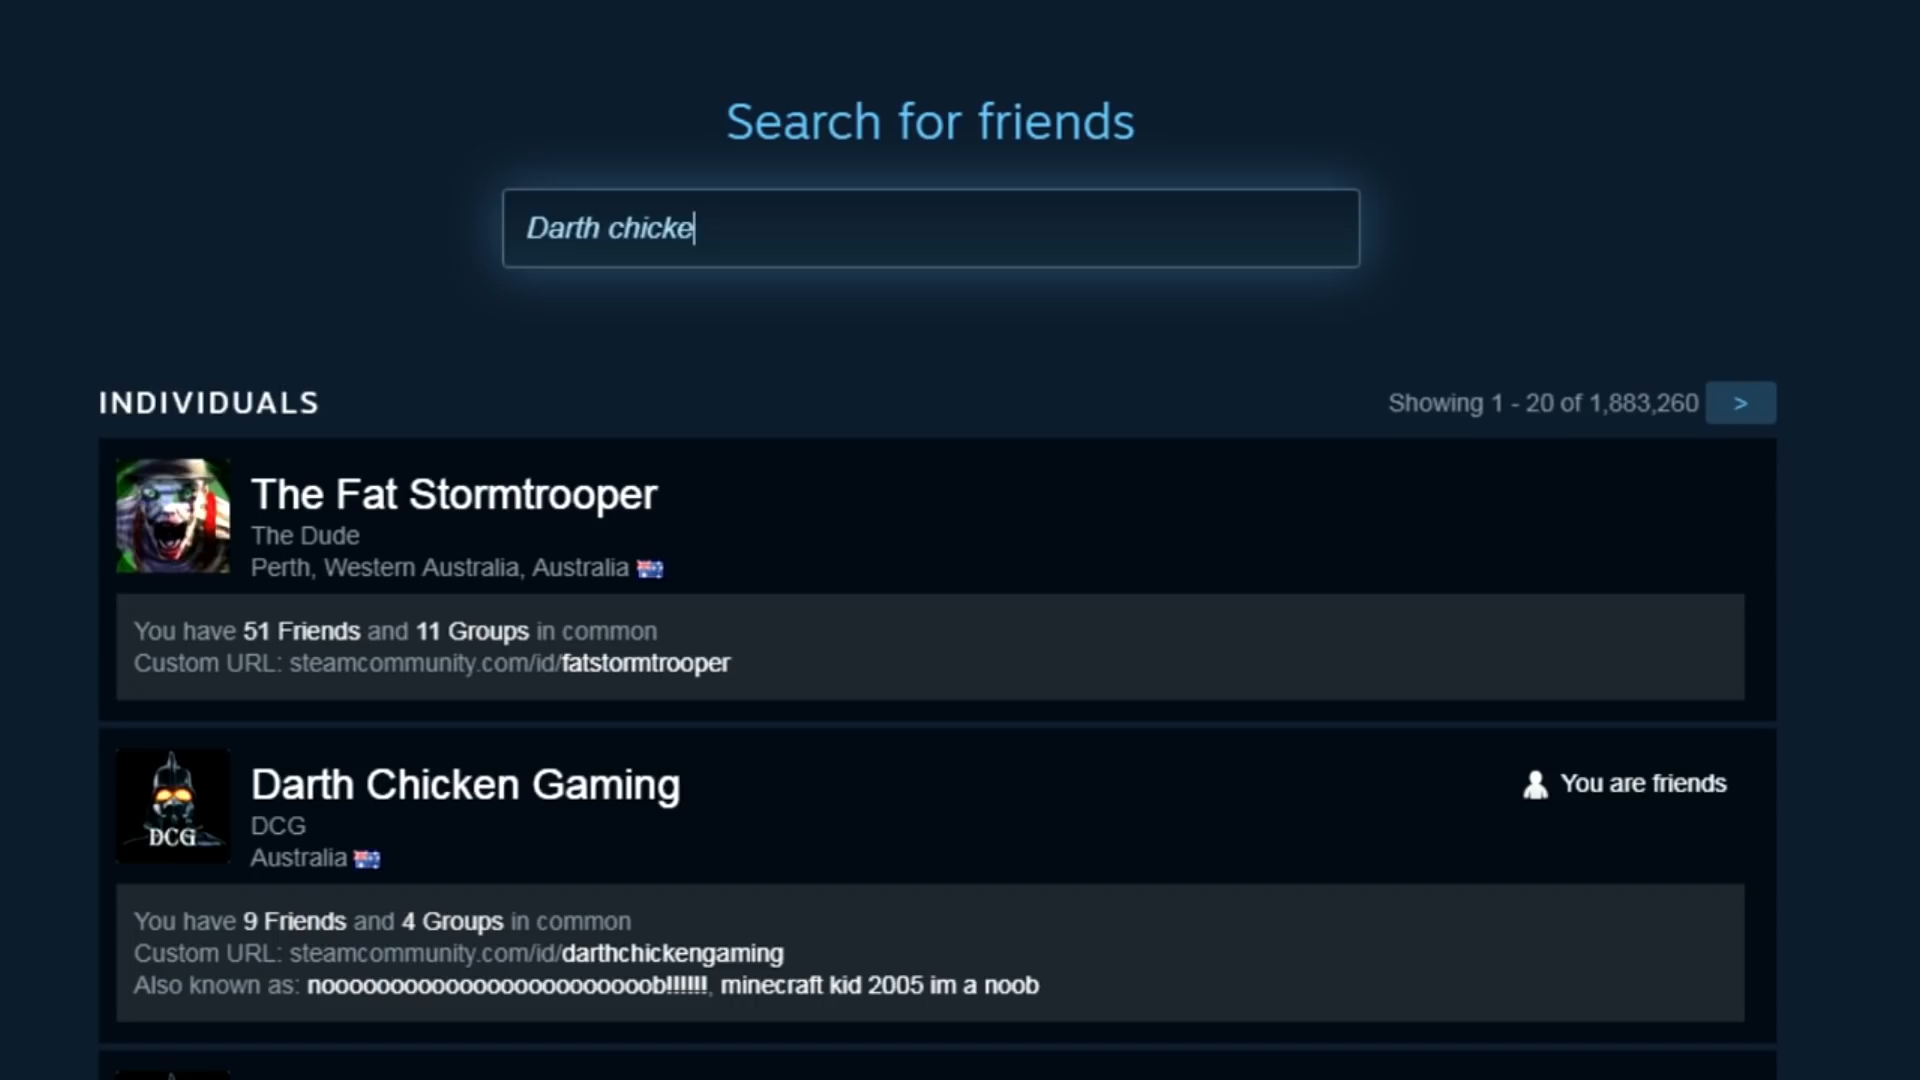 Search for friends
Darth chicke
INDIVIDUALS
Showing 1 - 20 of 1,883,260 >
The Fat Stormtrooper
The Dude
Perth, Western Australia, Australia
You have 51 Friends and 11 Groups in common
Custom URL: steamcommunity.com/id/fatstormtrooper
Darth Chicken Gaming
You are friends
DCG
DCG
Australia
You have 9 Friends and 4 Groups in common
Custom URL: steamcommunity.com/id/darthchickengaming
Also known as: nooooooooooooooooooooooooob!!!!!!, minecraft kid 2005 im a noob